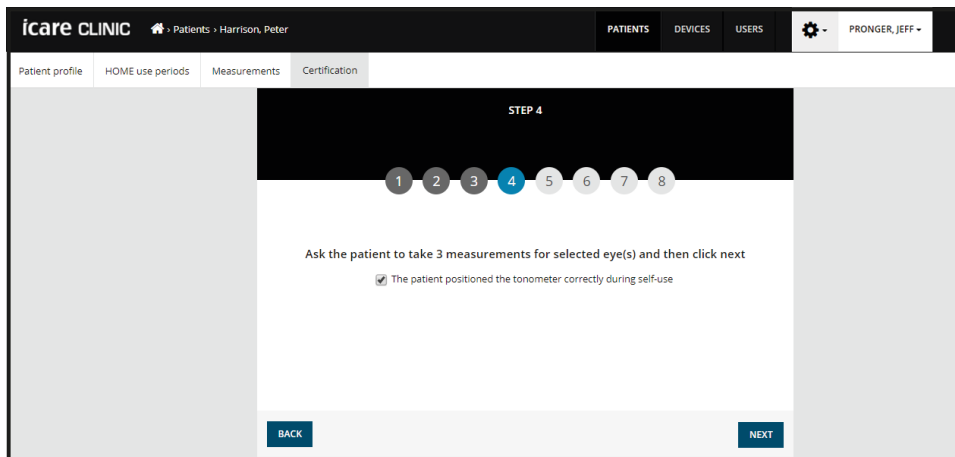 ícare CLINIC › Patients › Harrison, Peter PATIENTS DEVICES USERS PRONGER, JEFF
Patient profile HOME use periods Measurements Certification
STEP 4
1 2 3 4 5 6 7 8
Ask the patient to take 3 measurements for selected eye(s) and then click next
The patient positioned the tonometer correctly during self-use
BACK NEXT